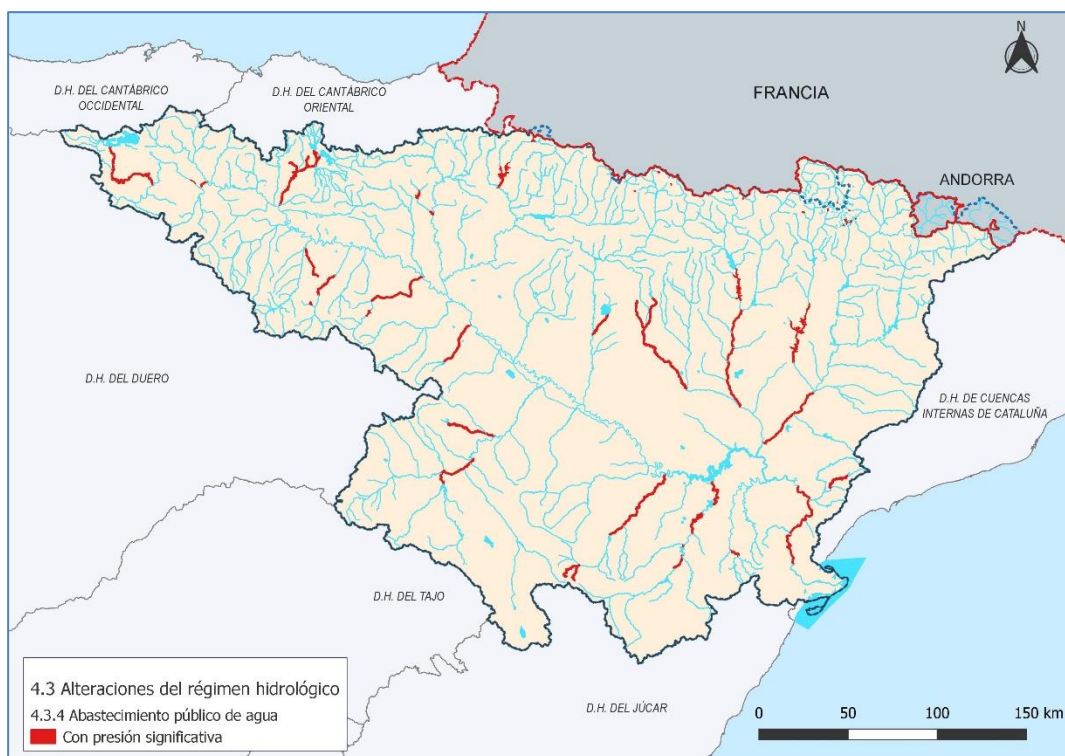 N
D.H. DEL CANTÁBRICO
OCCIDENTAL
D.H. DEL CANTÁBRICO
ORIENTAL
FRANCIA
ANDORRA
D.H. DEL DUERO
D.H. DE CUENCAS
INTERNAS DE CATALUÑA
D.H. DEL TAJO
D.H. DEL JÚCAR
4.3 Alteraciones del régimen hidrológico
4.3.4 Abastecimiento público de agua
Con presión significativa
0 50 100 150 km